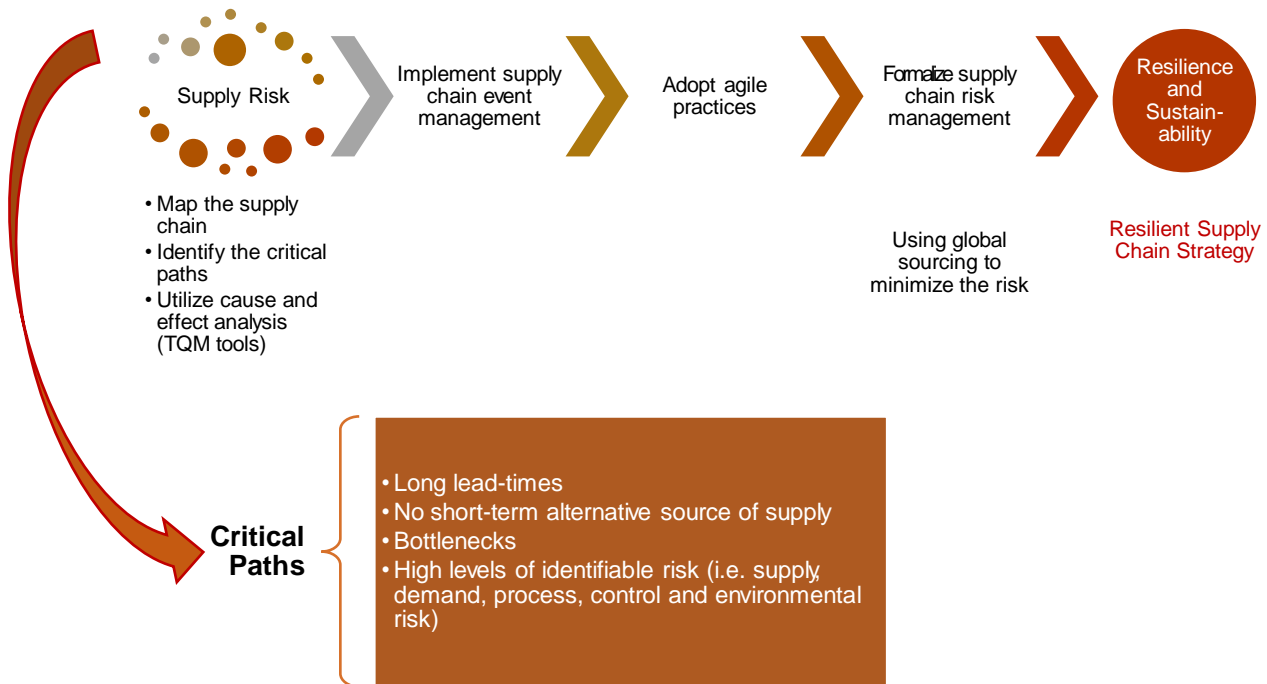 Supply Risk
Implement supply
chain event
management
Adopt agile
practices
Formalize supply
chain risk
management
Resilience
and
Sustain-
ability
• Map the supply
chain
• Identify the critical
paths
• Utilize cause and
effect analysis
(TQM tools)
Using global
sourcing to
minimize the risk
Resilient Supply
Chain Strategy
Critical
Paths
• Long lead-times
• No short-term alternative source of supply
• Bottlenecks
• High levels of identifiable risk (i.e. supply,
demand, process, control and environmental
risk)